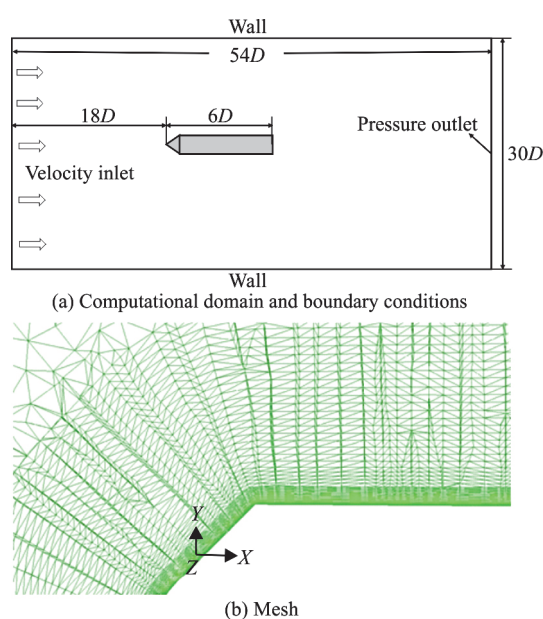 Wall
54D
18D
6D
Pressure outlet
30D
Velocity inlet
Wall
(a) Computational domain and boundary conditions
Y
X
Z
(b) Mesh